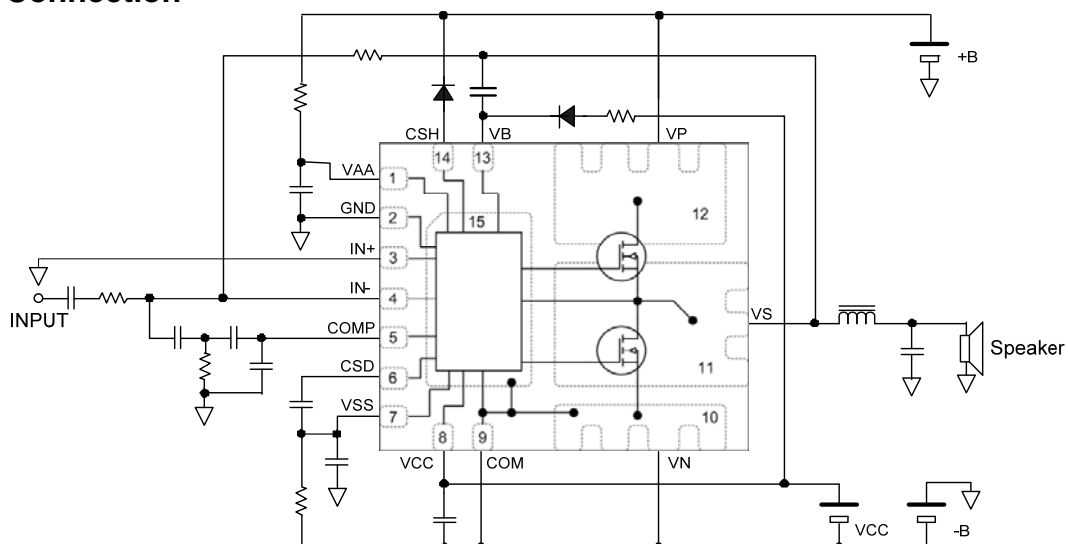 Connection
+B
CSH
VB
VP
14
13
VAA
1
GND
2
15
12
IN+
3
IN-
4
INPUT
VS
COMP
5
Speaker
CSD
6
11
VSS
7
10
8
9
VCC
COM
VN
VCC
-B